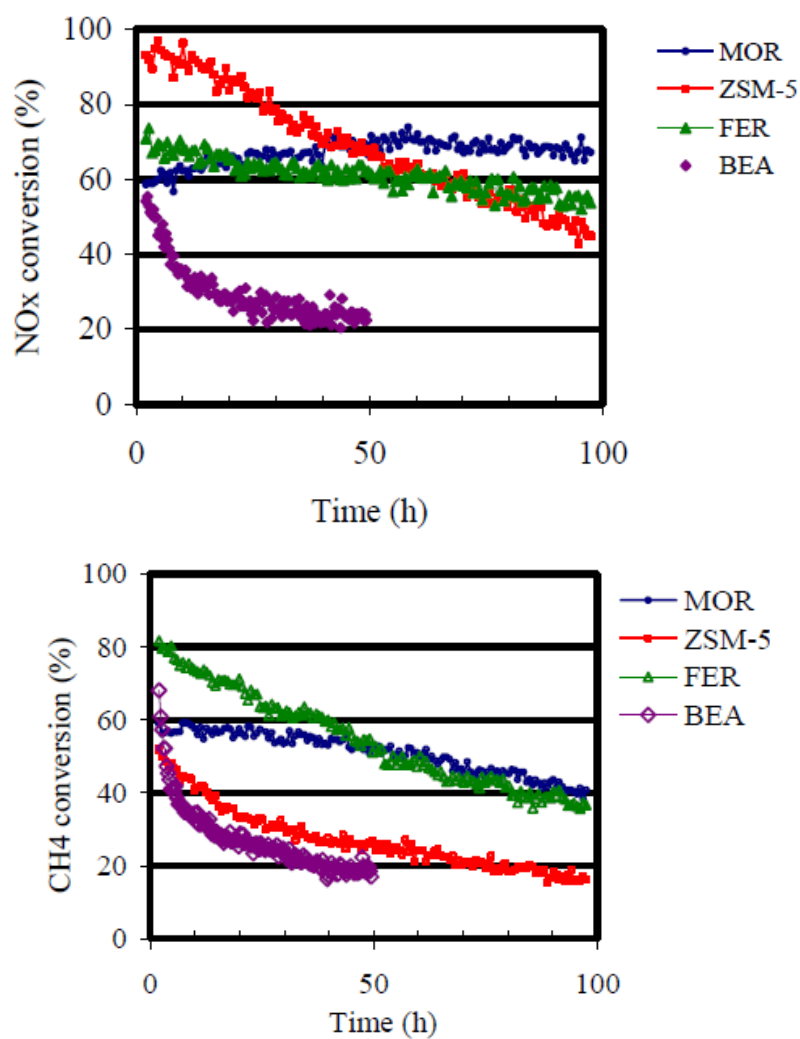 100
80
60
40
20
0
NOx conversion (%)
0 50 100
Time (h)
MOR
ZSM-5
FER
BEA
100
80
60
40
20
0
CH4 conversion (%)
0 50 100
Time (h)
MOR
ZSM-5
FER
BEA